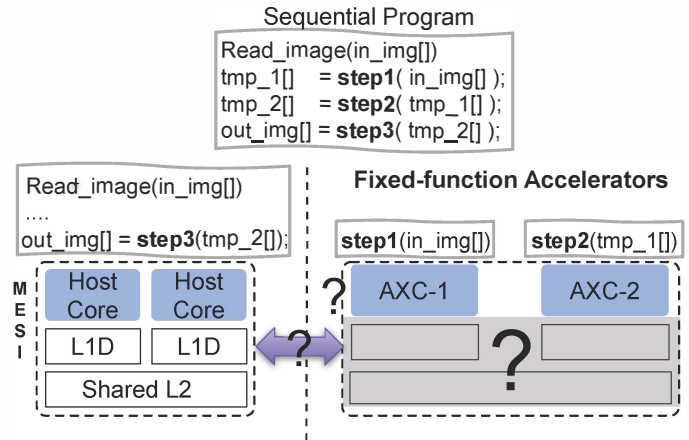 Sequential Program
Read_image(in_img[])
tmp_1[] = step1( in_img[] );
tmp_2[] = step2( tmp_1[] );
out_img[] = step3( tmp_2[] );
Read_image(in_img[])
....
out_img[] = step3(tmp_2[]);
Fixed-function Accelerators
step1(in_img[])
step2(tmp_1[])
MESI
Host Core
Host Core
L1D
L1D
Shared L2
?
?
AXC-1
AXC-2
?